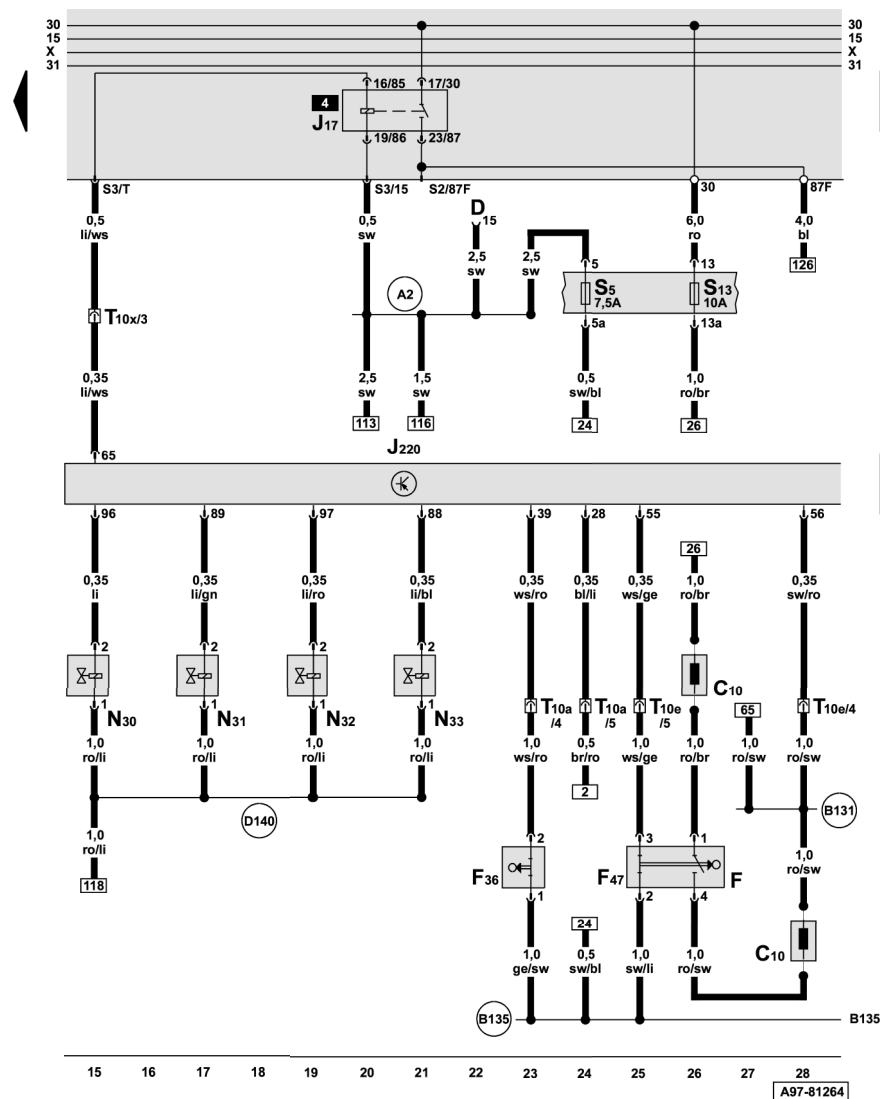 30 30
15 15
X X
31 31
16/85 17/30
4
J17
19/86 23/87
S3/T S3/15 S2/87F 30 87F
0,5 0,5 D 6,0 4,0
li/ws sw 15 ro bl
2,5 2,5 126
sw sw
5 13
A2 S5 S13
7,5A 10A
T10x/3
5a 13a
0,35 2,5 1,5 0,5 1,0
li/ws sw sw sw/bl ro/br
113 116 24 26
J220
65
96 89 97 88 39 28 55 56
26
0,35 0,35 0,35 0,35 0,35 0,35 0,35 1,0 0,35
li li/gn li/ro li/bl ws/ro bl/li ws/ge ro/br sw/ro
2 2 2 2
C10
1 1 1 1
N30 N31 N32 N33 T10a T10a T10e 65 T10e/4
/4 /5 /5
1,0 1,0 1,0 1,0 1,0 0,5 1,0 1,0 1,0 1,0
ro/li ro/li ro/li ro/li ws/ro br/ro ws/ge ro/br ro/sw ro/sw
2
D140 B131
1,0 2 3 1 1,0
ro/li ro/sw
118 F36 F47 F
1 2 4
24
1,0 0,5 1,0 1,0 C10
ge/sw sw/bl sw/li ro/sw
B135 B135
15 16 17 18 19 20 21 22 23 24 25 26 27 28
A97-81264